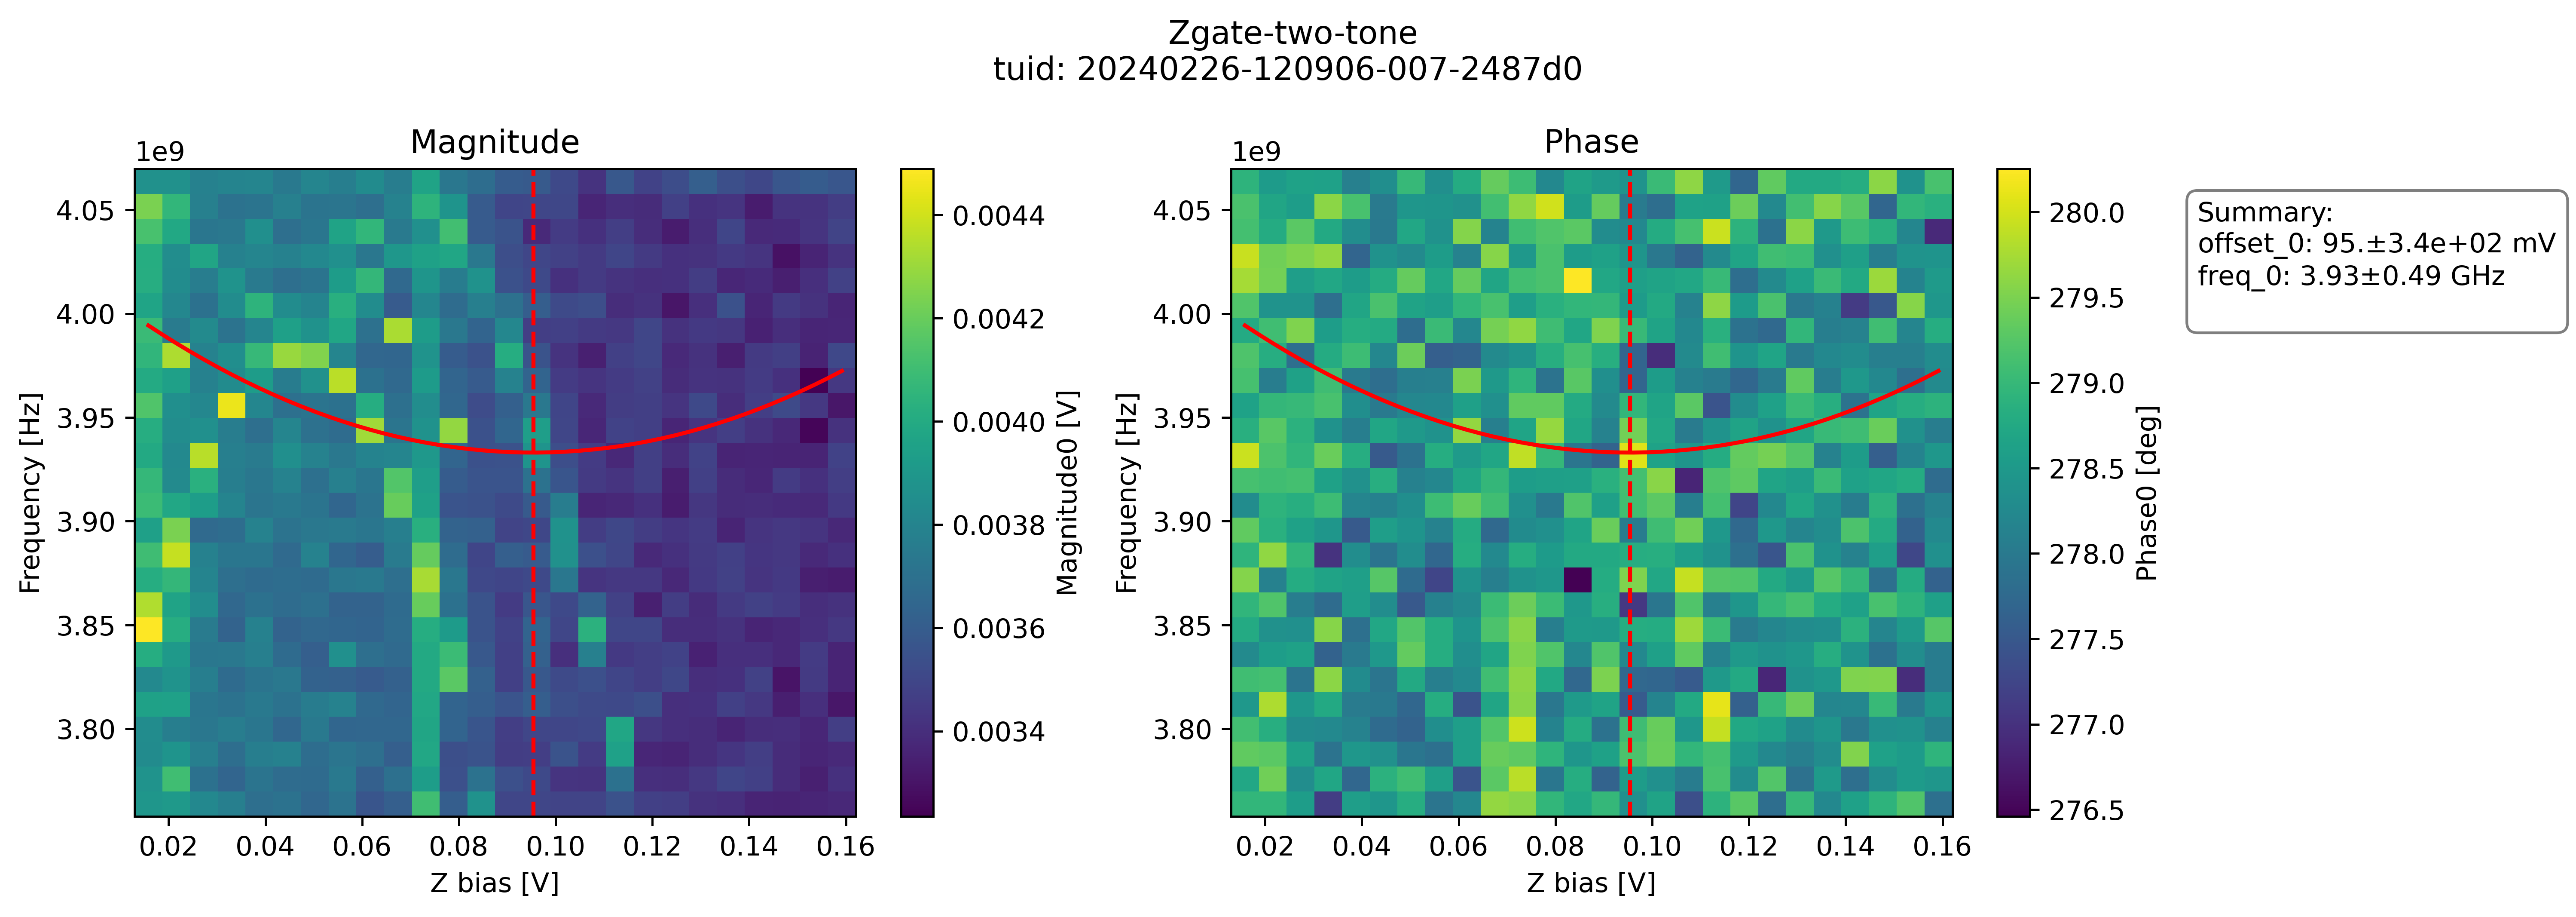 Zgate-two-tone
tuid: 20240226-120906-007-2487d0
Magnitude
1e9
4.05
4.00
3.95
3.90
3.85
3.80
Frequency [Hz]
0.02 0.04 0.06 0.08 0.10 0.12 0.14 0.16
Z bias [V]
0.0044
0.0042
0.0040
0.0038
0.0036
0.0034
Magnitude0 [V]
Phase
1e9
4.05
4.00
3.95
3.90
3.85
3.80
Frequency [Hz]
0.02 0.04 0.06 0.08 0.10 0.12 0.14 0.16
Z bias [V]
280.0
279.5
279.0
278.5
278.0
277.5
277.0
276.5
Phase0 [deg]
Summary:
offset_0: 95.±3.4e+02 mV
freq_0: 3.93±0.49 GHz